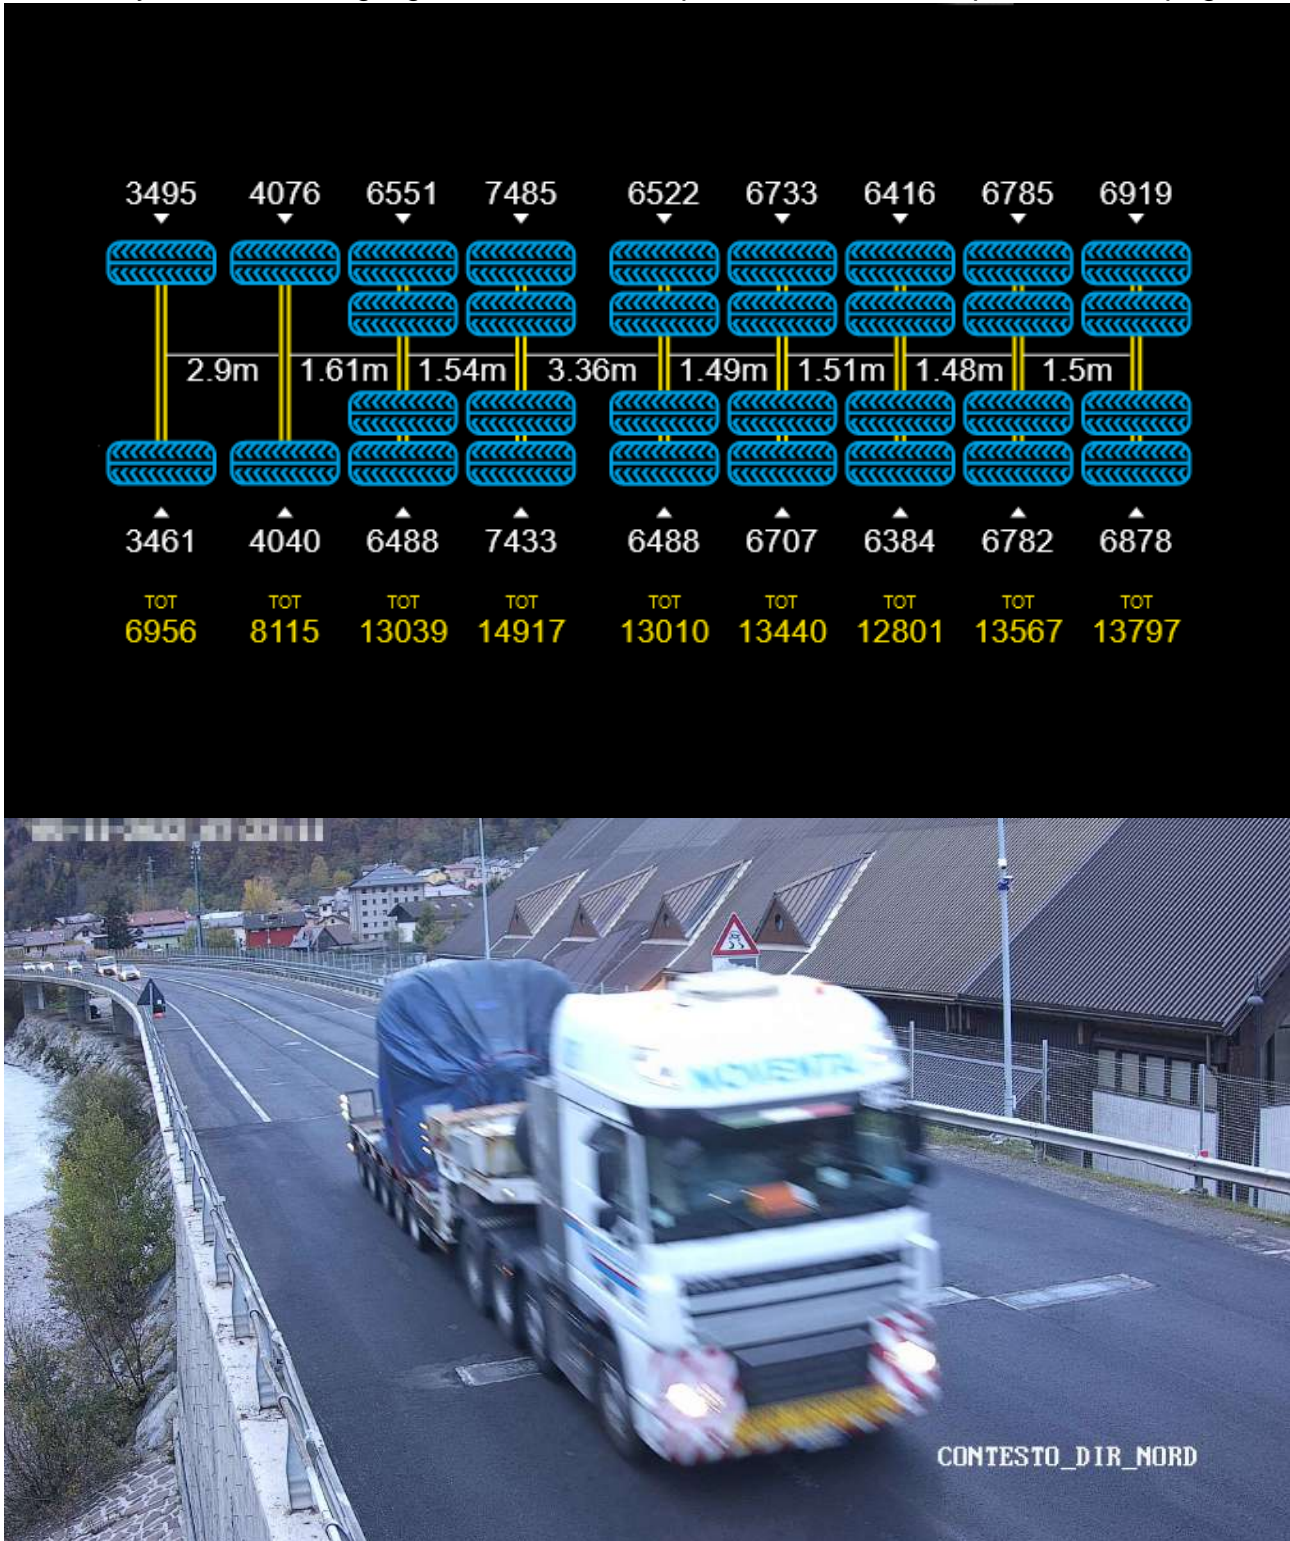 3495 4076 6551 7485 6522 6733 6416 6785 6919
2.9m 1.61m 1.54m 3.36m 1.49m 1.51m 1.48m 1.5m
3461 4040 6488 7433 6488 6707 6384 6782 6878
TOT TOT TOT TOT TOT TOT TOT TOT TOT
6956 8115 13039 14917 13010 13440 12801 13567 13797
CONTESTO_DIR_NORD